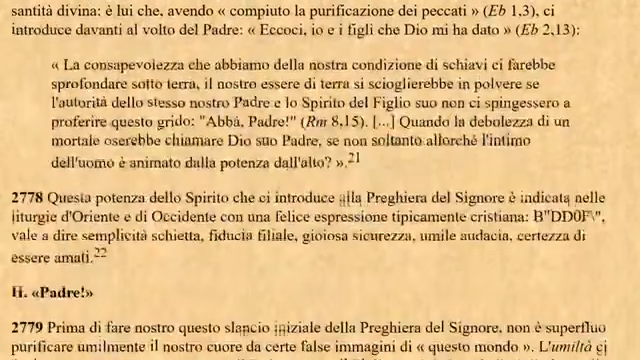 santità divina: è lui che, avendo « compiuto la purificazione dei peccati » (Eb 1,3), ci
introduce davanti al volto del Padre: « Eccoci, io e i figli che Dio mi ha dato » (Eb 2,13):
« La consapevolezza che abbiamo della nostra condizione di schiavi ci farebbe
sprofondare sotto terra, il nostro essere di terra si scioglierebbe in polvere se
l'autorità dello stesso nostro Padre e lo Spirito del Figlio suo non ci spingessero a
proferire questo grido: "Abbà, Padre!" (Rm 8,15). [...] Quando la debolezza di un
mortale oserebbe chiamare Dio suo Padre, se non soltanto allorché l'intimo
dell'uomo è animato dalla potenza dall'alto? ».21
2778 Questa potenza dello Spirito che ci introduce alla Preghiera del Signore è indicata nelle
liturgie d'Oriente e di Occidente con una felice espressione tipicamente cristiana: B"DD0F\",
vale a dire semplicità schietta, fiducia filiale, gioiosa sicurezza, umile audacia, certezza di
essere amati.22
II. «Padre!»
2779 Prima di fare nostro questo slancio iniziale della Preghiera del Signore, non è superfluo
purificare umilmente il nostro cuore da certe false immagini di « questo mondo ». L'umiltà ci